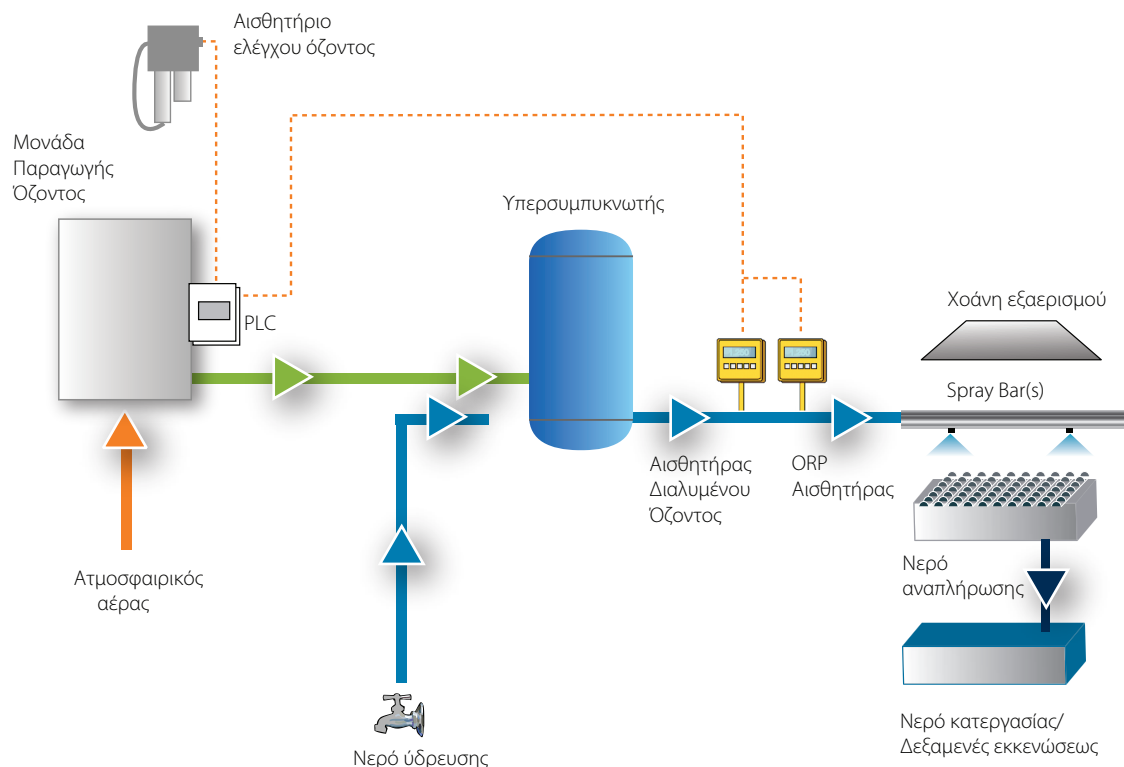 Αισθητήριο
ελέγχου όζοντος
Μονάδα
Παραγωγής
Όζοντος
PLC
Υπερσυμπυκνωτής
Χοάνη εξαερισμού
Spray Bar(s)
Αισθητήρας
Διαλυμένου
Όζοντος
ORP
Αισθητήρας
Ατμοσφαιρικός
αέρας
Νερό
αναπλήρωσης
Νερό ύδρευσης
Νερό κατεργασίας/
Δεξαμενές εκκενώσεως